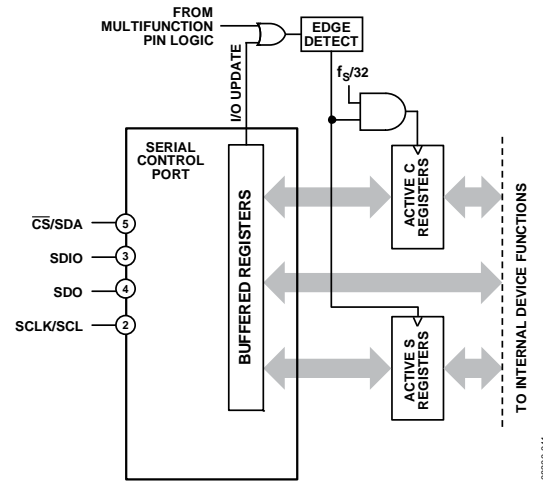 FROM
MULTIFUNCTION
PIN LOGIC
EDGE
DETECT
I/O UPDATE
fS/32
SERIAL
CONTROL
PORT
BUFFERED REGISTERS
ACTIVE C
REGISTERS
CS/SDA
5
SDIO
3
SDO
4
SCLK/SCL
2
ACTIVE S
REGISTERS
TO INTERNAL DEVICE FUNCTIONS